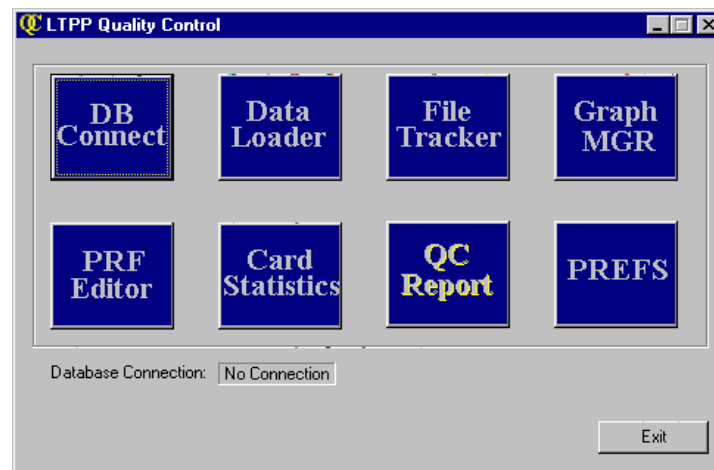 QC LTPP Quality Control
DB
Connect
Data
Loader
File
Tracker
Graph
MGR
PRF
Editor
Card
Statistics
QC
Report
PREFS
Database Connection: No Connection
Exit